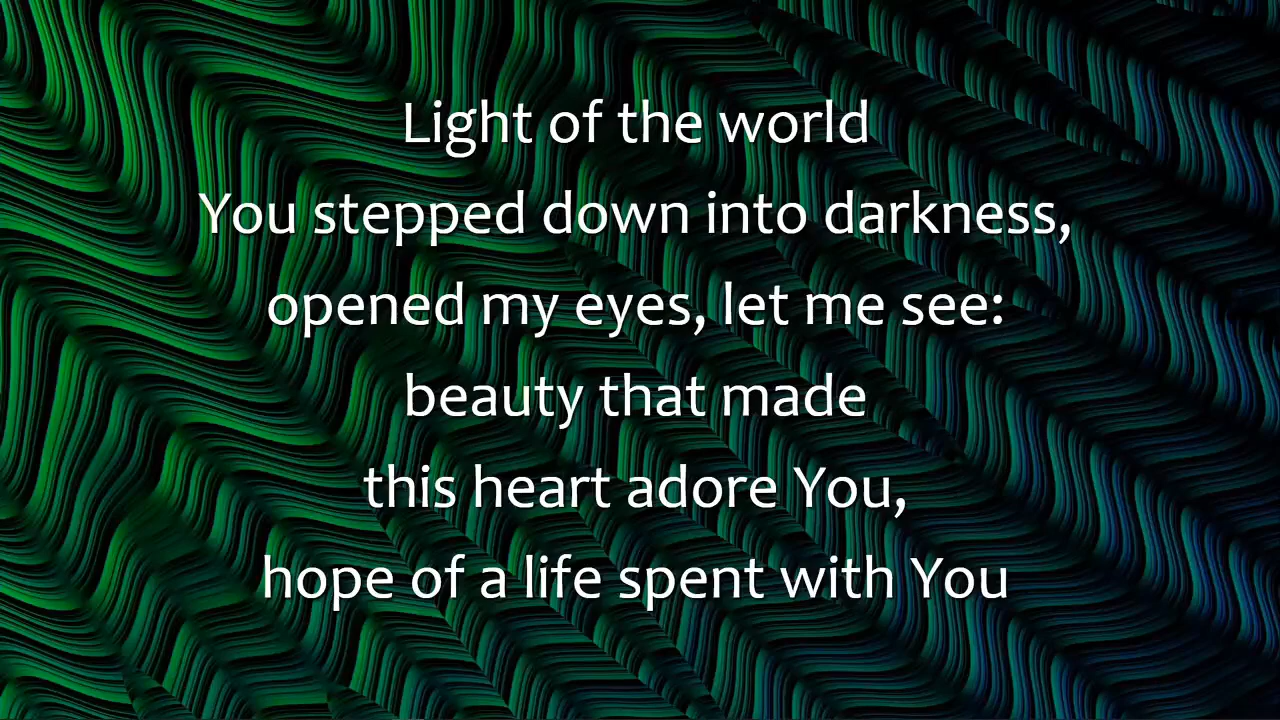 Light of the world
You stepped down into darkness,
opened my eyes, let me see:
beauty that made
this heart adore You,
hope of a life spent with You